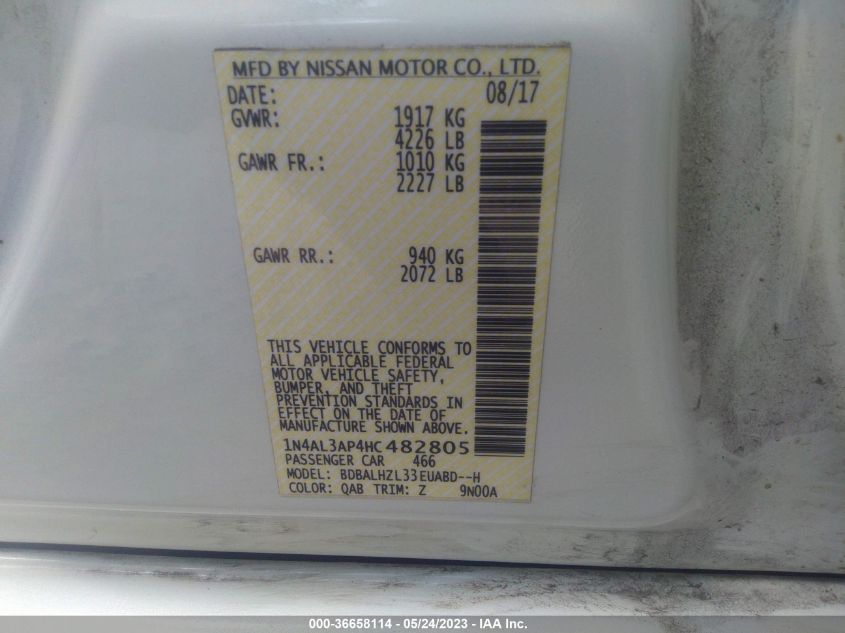 MFD BY NISSAN MOTOR CO., LTD.
DATE: 08/17
GVWR: 1917 KG
4226 LB
GAWR FR.: 1010 KG
2227 LB
GAWR RR.: 940 KG
2072 LB
THIS VEHICLE CONFORMS TO
ALL APPLICABLE FEDERAL
MOTOR VEHICLE SAFETY,
BUMPER, AND THEFT
PREVENTION STANDARDS IN
EFFECT ON THE DATE OF
MANUFACTURE SHOWN ABOVE.
1N4AL3AP4HC482805
PASSENGER CAR 466
MODEL: BDBALHZL33EUABD--H
COLOR: QAB TRIM: Z 9N00A
000-36658114 - 05/24/2023 - IAA Inc.